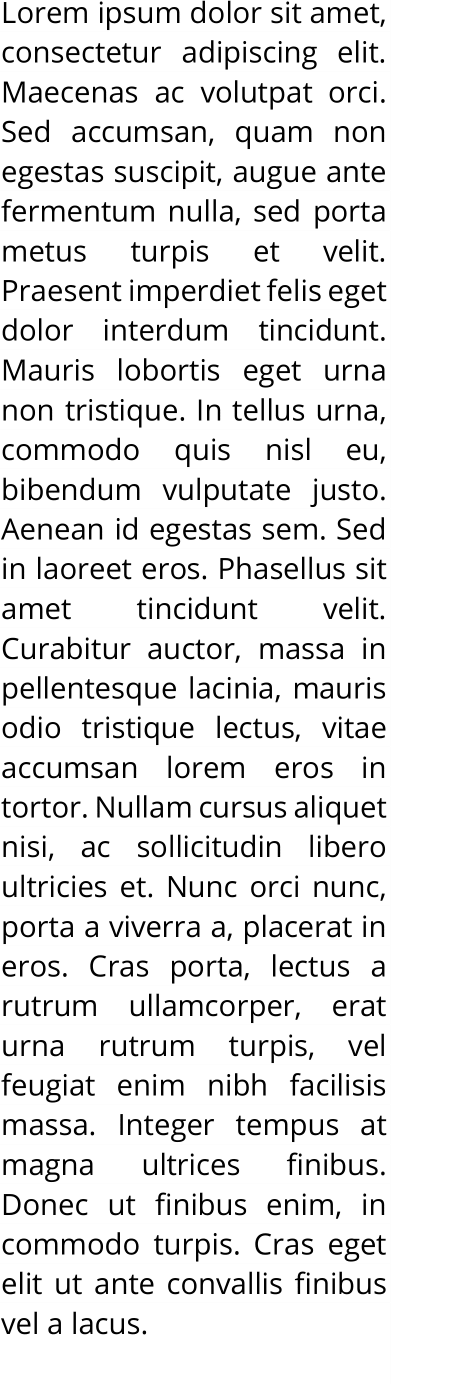 Lorem ipsum dolor sit amet,
consectetur adipiscing elit.
Maecenas ac volutpat orci.
Sed accumsan, quam non
egestas suscipit, augue ante
fermentum nulla, sed porta
metus turpis et velit.
Praesent imperdiet felis eget
dolor interdum tincidunt.
Mauris lobortis eget urna
non tristique. In tellus urna,
commodo quis nisl eu,
bibendum vulputate justo.
Aenean id egestas sem. Sed
in laoreet eros. Phasellus sit
amet tincidunt velit.
Curabitur auctor, massa in
pellentesque lacinia, mauris
odio tristique lectus, vitae
accumsan lorem eros in
tortor. Nullam cursus aliquet
nisi, ac sollicitudin libero
ultricies et. Nunc orci nunc,
porta a viverra a, placerat in
eros. Cras porta, lectus a
rutrum ullamcorper, erat
urna rutrum turpis, vel
feugiat enim nibh facilisis
massa. Integer tempus at
magna ultrices finibus.
Donec ut finibus enim, in
commodo turpis. Cras eget
elit ut ante convallis finibus
vel a lacus.